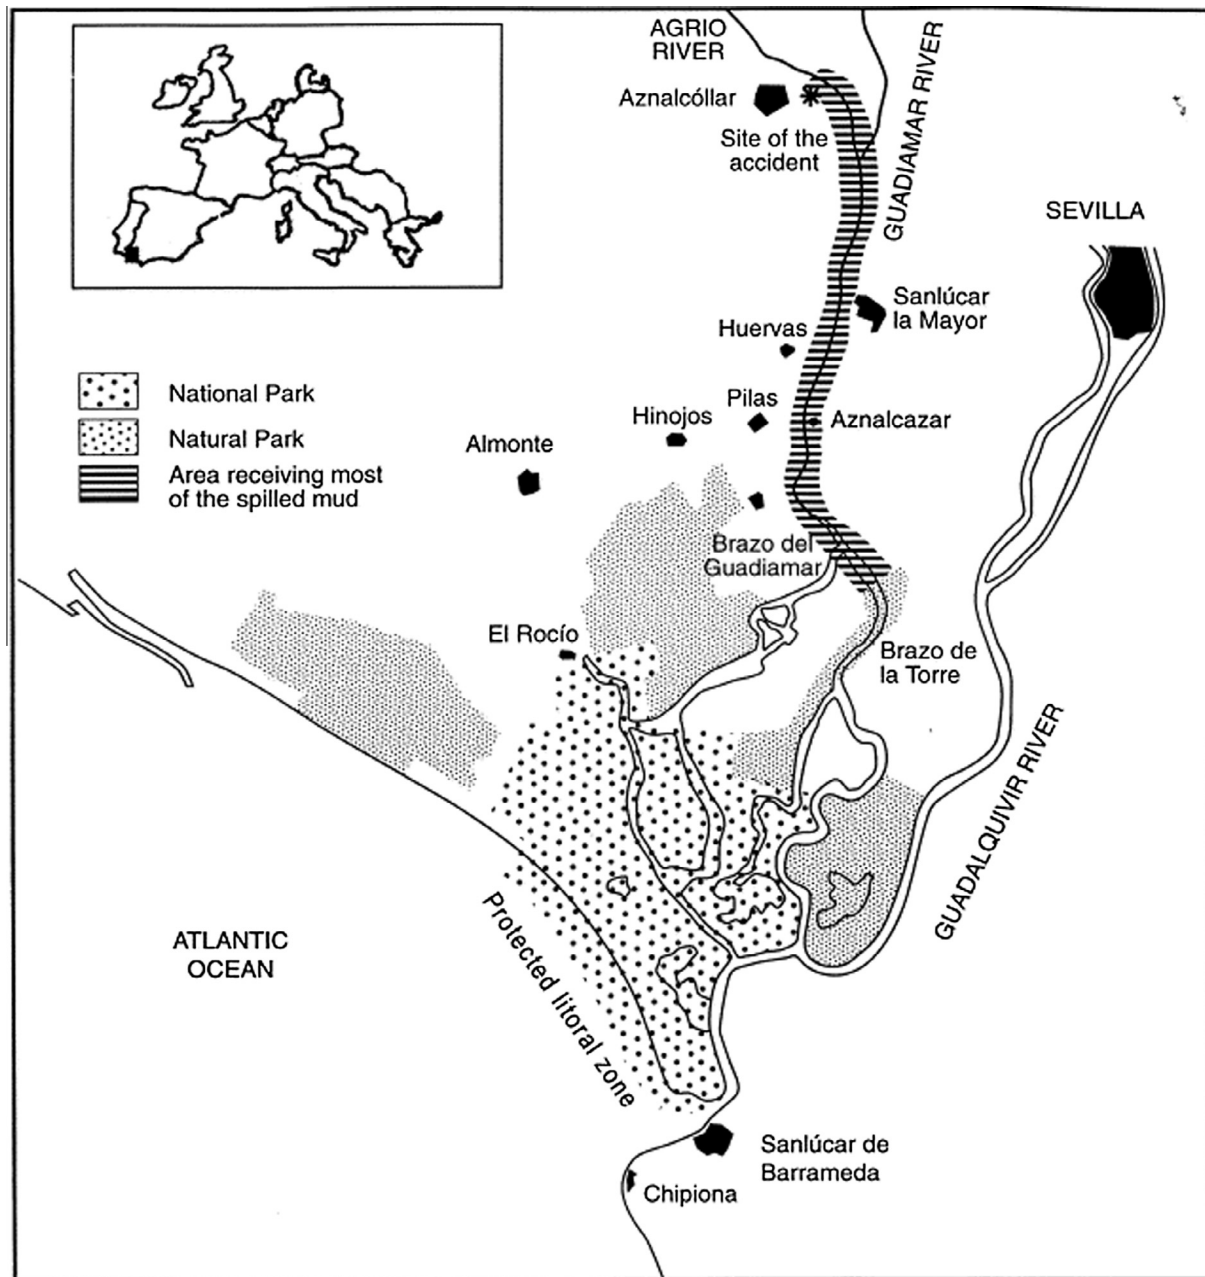 AGRIO
RIVER
GUADIAMAR RIVER
Aznalcóllar
Site of the
accident
SEVILLA
Sanlúcar
la Mayor
Huervas
National Park
Natural Park
Area receiving most
of the spilled mud
Pilas
Hinojos
Aznalcazar
Almonte
Brazo del
Guadiamar
El Rocío
Brazo de
la Torre
GUADALQUIVIR RIVER
ATLANTIC
OCEAN
Protected litoral zone
Sanlúcar de
Barrameda
Chipiona